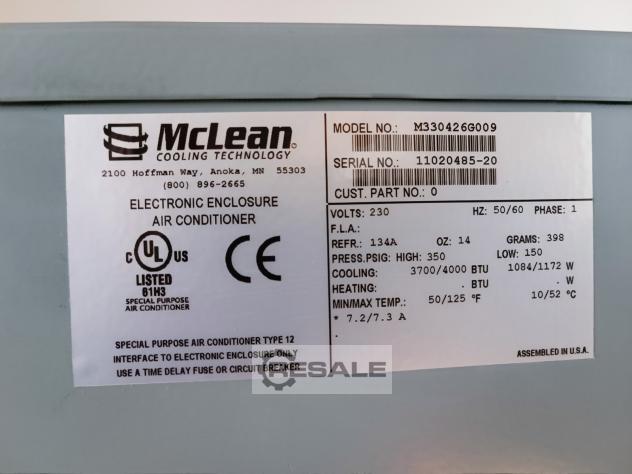 McLean
COOLING TECHNOLOGY
2100 Hoffman Way, Anoka, MN 55303
(800) 896-2665
ELECTRONIC ENCLOSURE
AIR CONDITIONER
C UL US
LISTED
61H3
SPECIAL PURPOSE
AIR CONDITIONER
CE
SPECIAL PURPOSE AIR CONDITIONER TYPE 12
INTERFACE TO ELECTRONIC ENCLOSURE ONLY
USE A TIME DELAY FUSE OR CIRCUIT BREAKER
MODEL NO.: M330426G009
SERIAL NO.: 11020485-20
CUST. PART NO.: 0
VOLTS: 230 HZ: 50/60 PHASE: 1
F.L.A.:
REFR.: 134A OZ: 14 GRAMS: 398
PRESS.PSIG: HIGH: 350 LOW: 150
COOLING: 3700/4000 BTU 1084/1172 W
HEATING: . BTU . W
MIN/MAX TEMP.: 50/125 °F 10/52 °C
* 7.2/7.3 A
.
ASSEMBLED IN U.S.A.
RESALE